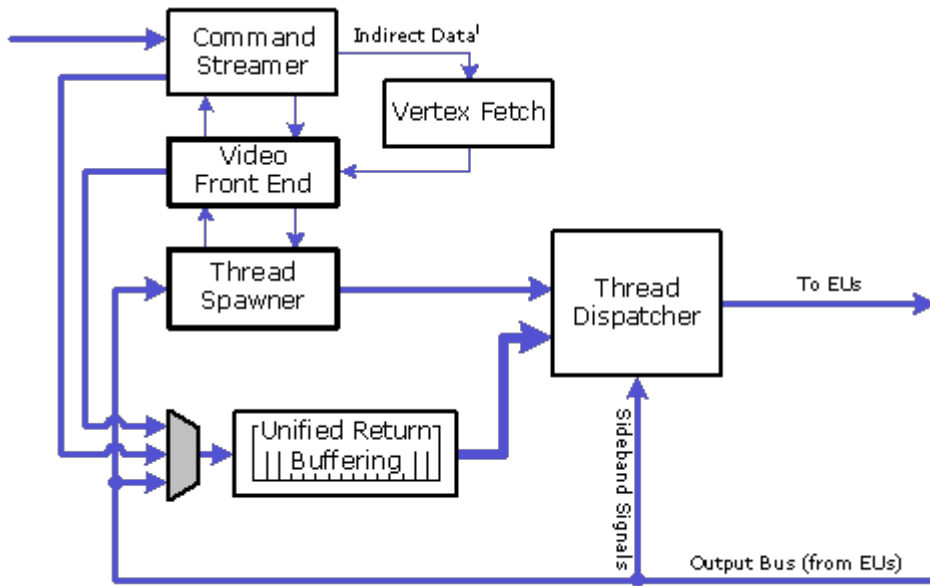 Command
Streamer
Indirect Data¹
Vertex Fetch
Video
Front End
Thread
Spawner
Thread
Dispatcher
To EUs
Unified Return
Buffering
Sideband Signals
Output Bus (from EUs)